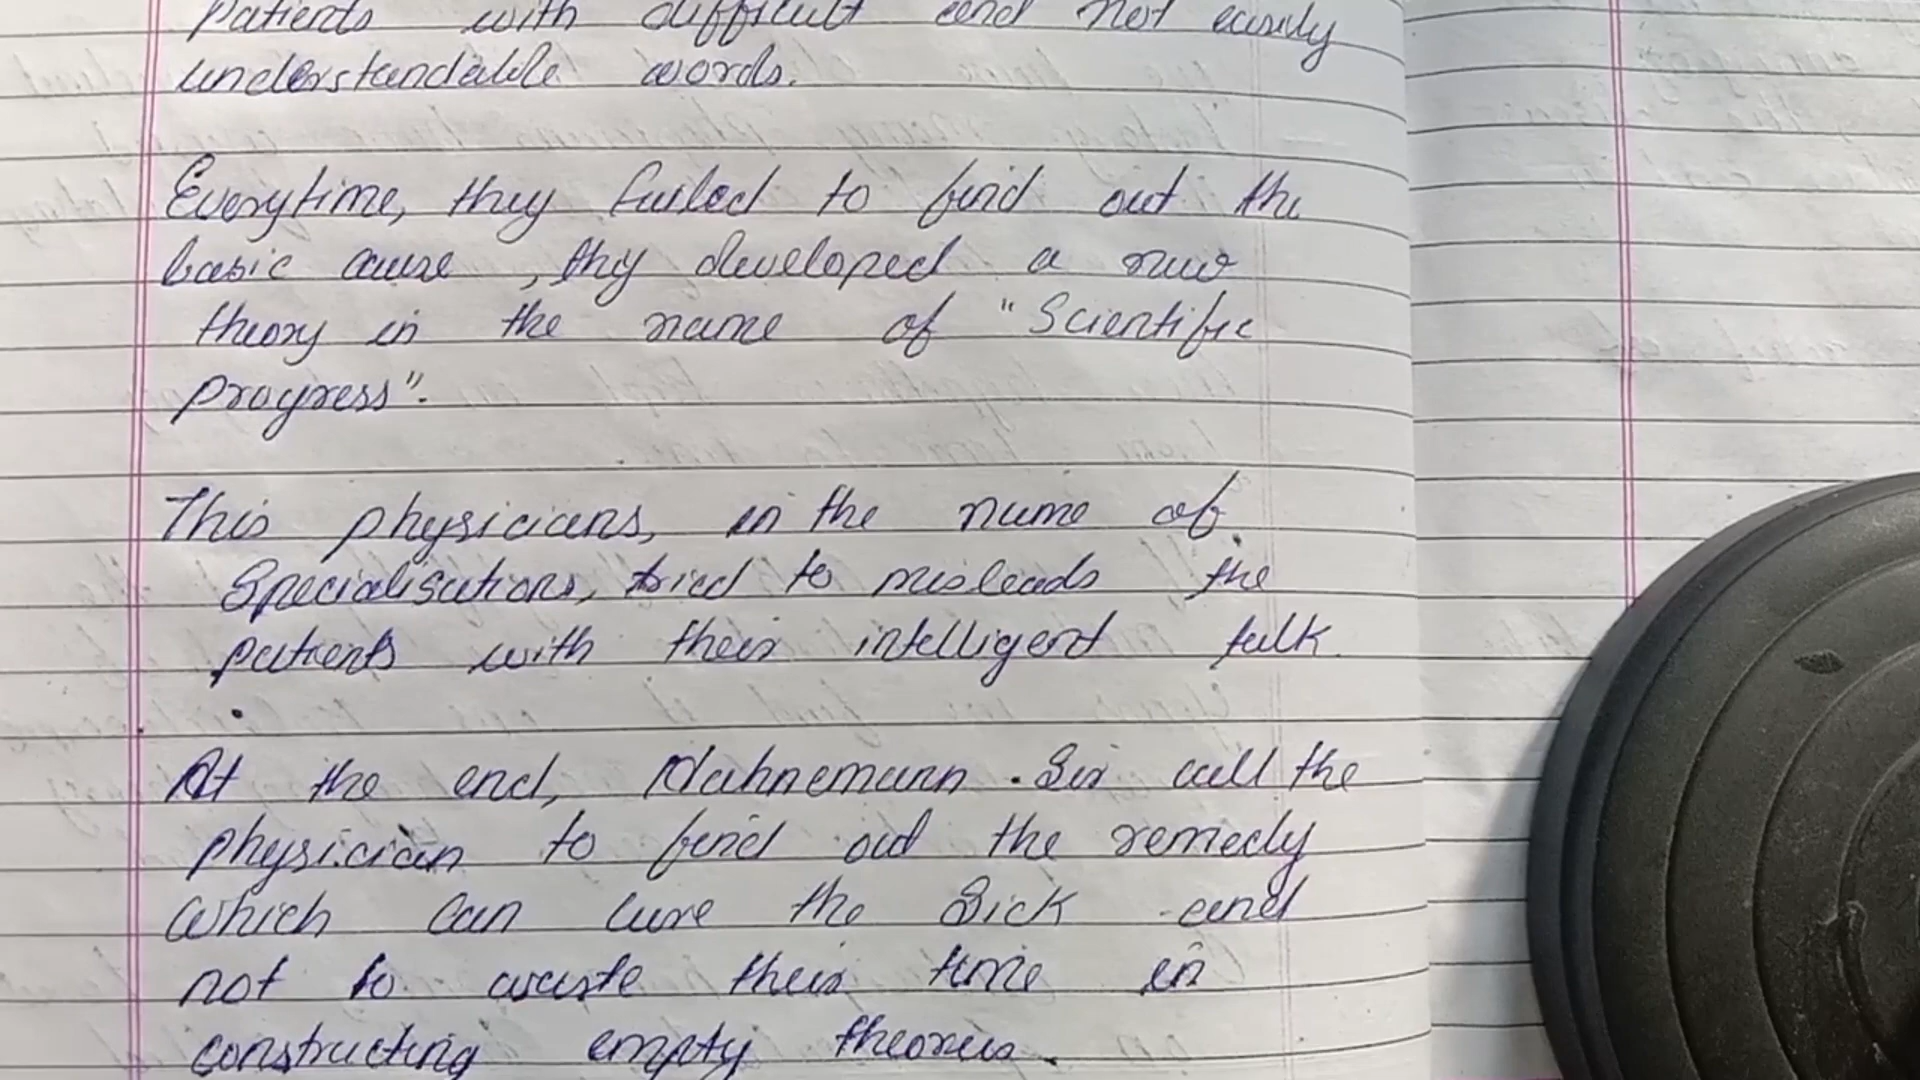 patients with difficult and not easily
understandable words.
Everytime, they failed to find out the
basic cause, they developed a new
theory in the name of "Scientific
progress".
This physicians, in the name of
Specialisations, tried to misleads the
patients with their intelligent talk.
At the end, Hahnemann Sir call the
physician to find out the remedy
which can cure the Sick and
not to waste their time in
constructing empty theories.